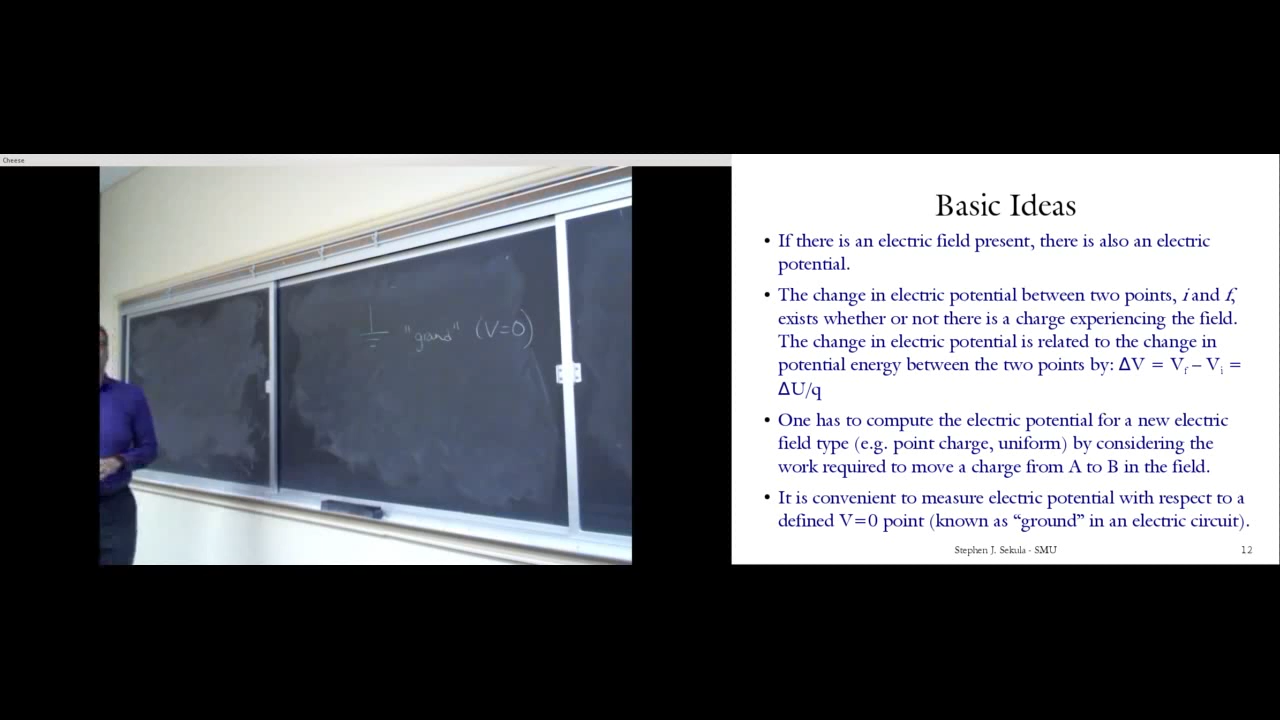 Cheese
"ground" (V=0)
Basic Ideas
• If there is an electric field present, there is also an electric
potential.
• The change in electric potential between two points, i and f,
exists whether or not there is a charge experiencing the field.
The change in electric potential is related to the change in
potential energy between the two points by: ΔV = Vf – Vi =
ΔU/q
• One has to compute the electric potential for a new electric
field type (e.g. point charge, uniform) by considering the
work required to move a charge from A to B in the field.
• It is convenient to measure electric potential with respect to a
defined V=0 point (known as “ground” in an electric circuit).
Stephen J. Sekula - SMU
12